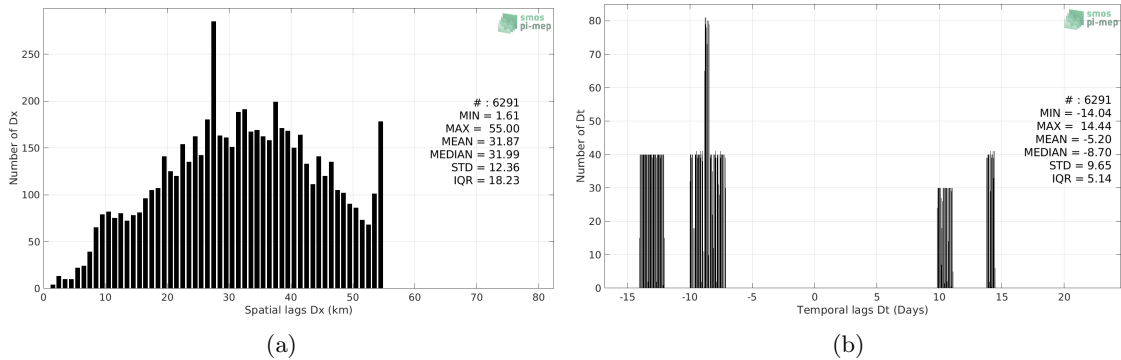 smos
pi-mep
250
200
150
100
50
0
Number of Dx
# : 6291
MIN = 1.61
MAX = 55.00
MEAN = 31.87
MEDIAN = 31.99
STD = 12.36
IQR = 18.23
0 10 20 30 40 50 60 70 80
Spatial lags Dx (km)
(a)
smos
pi-mep
80
70
60
50
40
30
20
10
0
Number of Dt
# : 6291
MIN = -14.04
MAX = 14.44
MEAN = -5.20
MEDIAN = -8.70
STD = 9.65
IQR = 5.14
-15 -10 -5 0 5 10 15 20
Temporal lags Dt (Days)
(b)